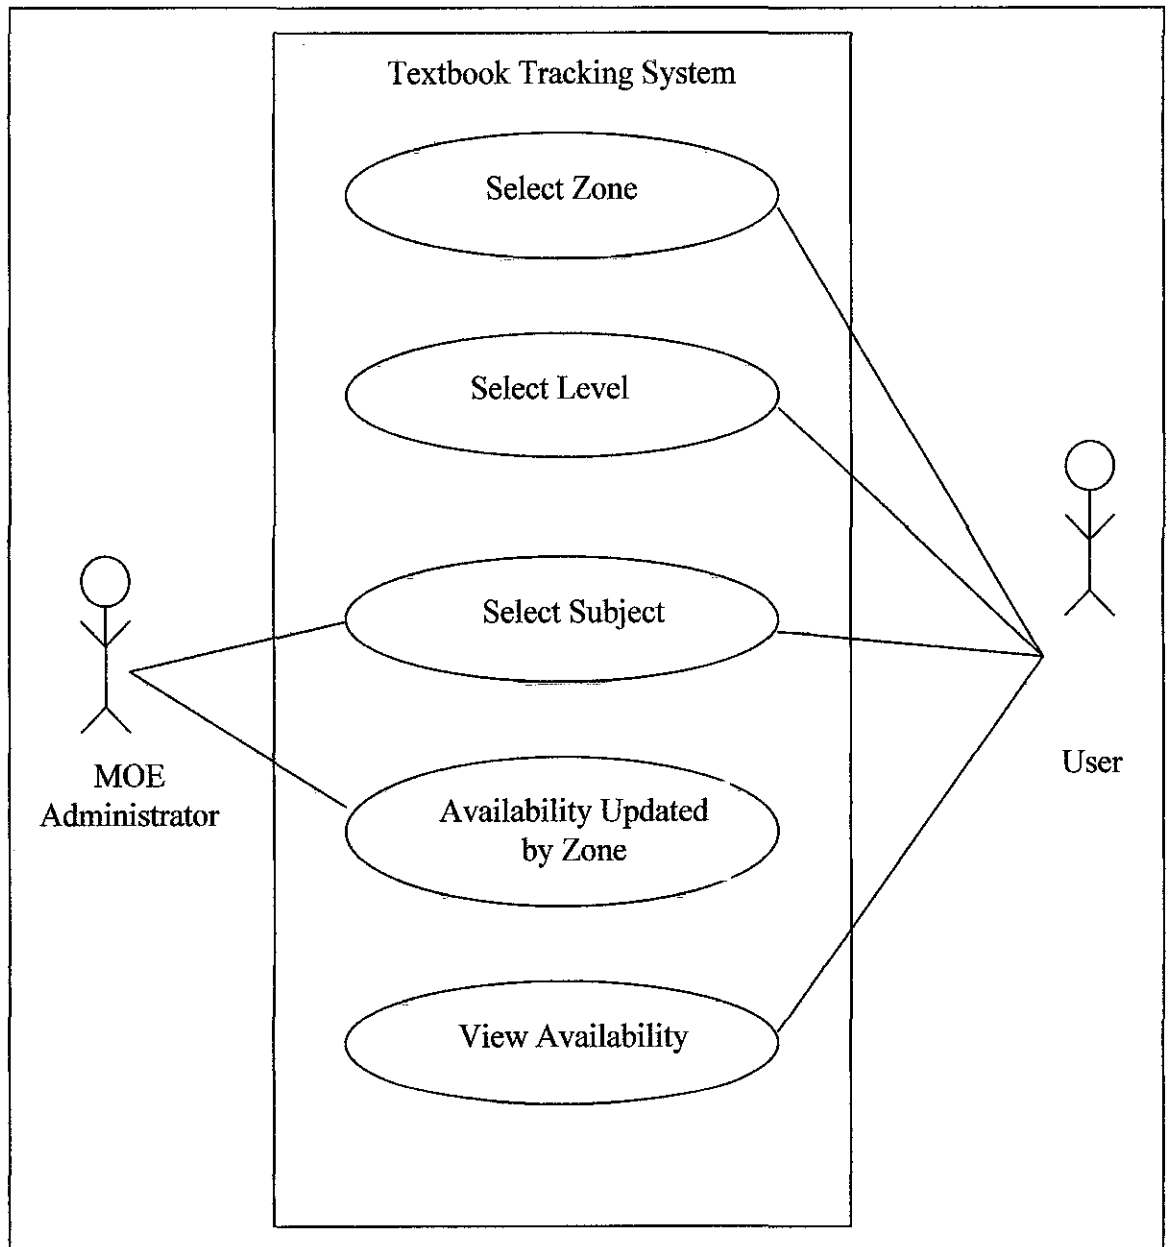 Textbook Tracking System
Select Zone
Select Level
Select Subject
MOE
Administrator
User
Availability Updated
by Zone
View Availability